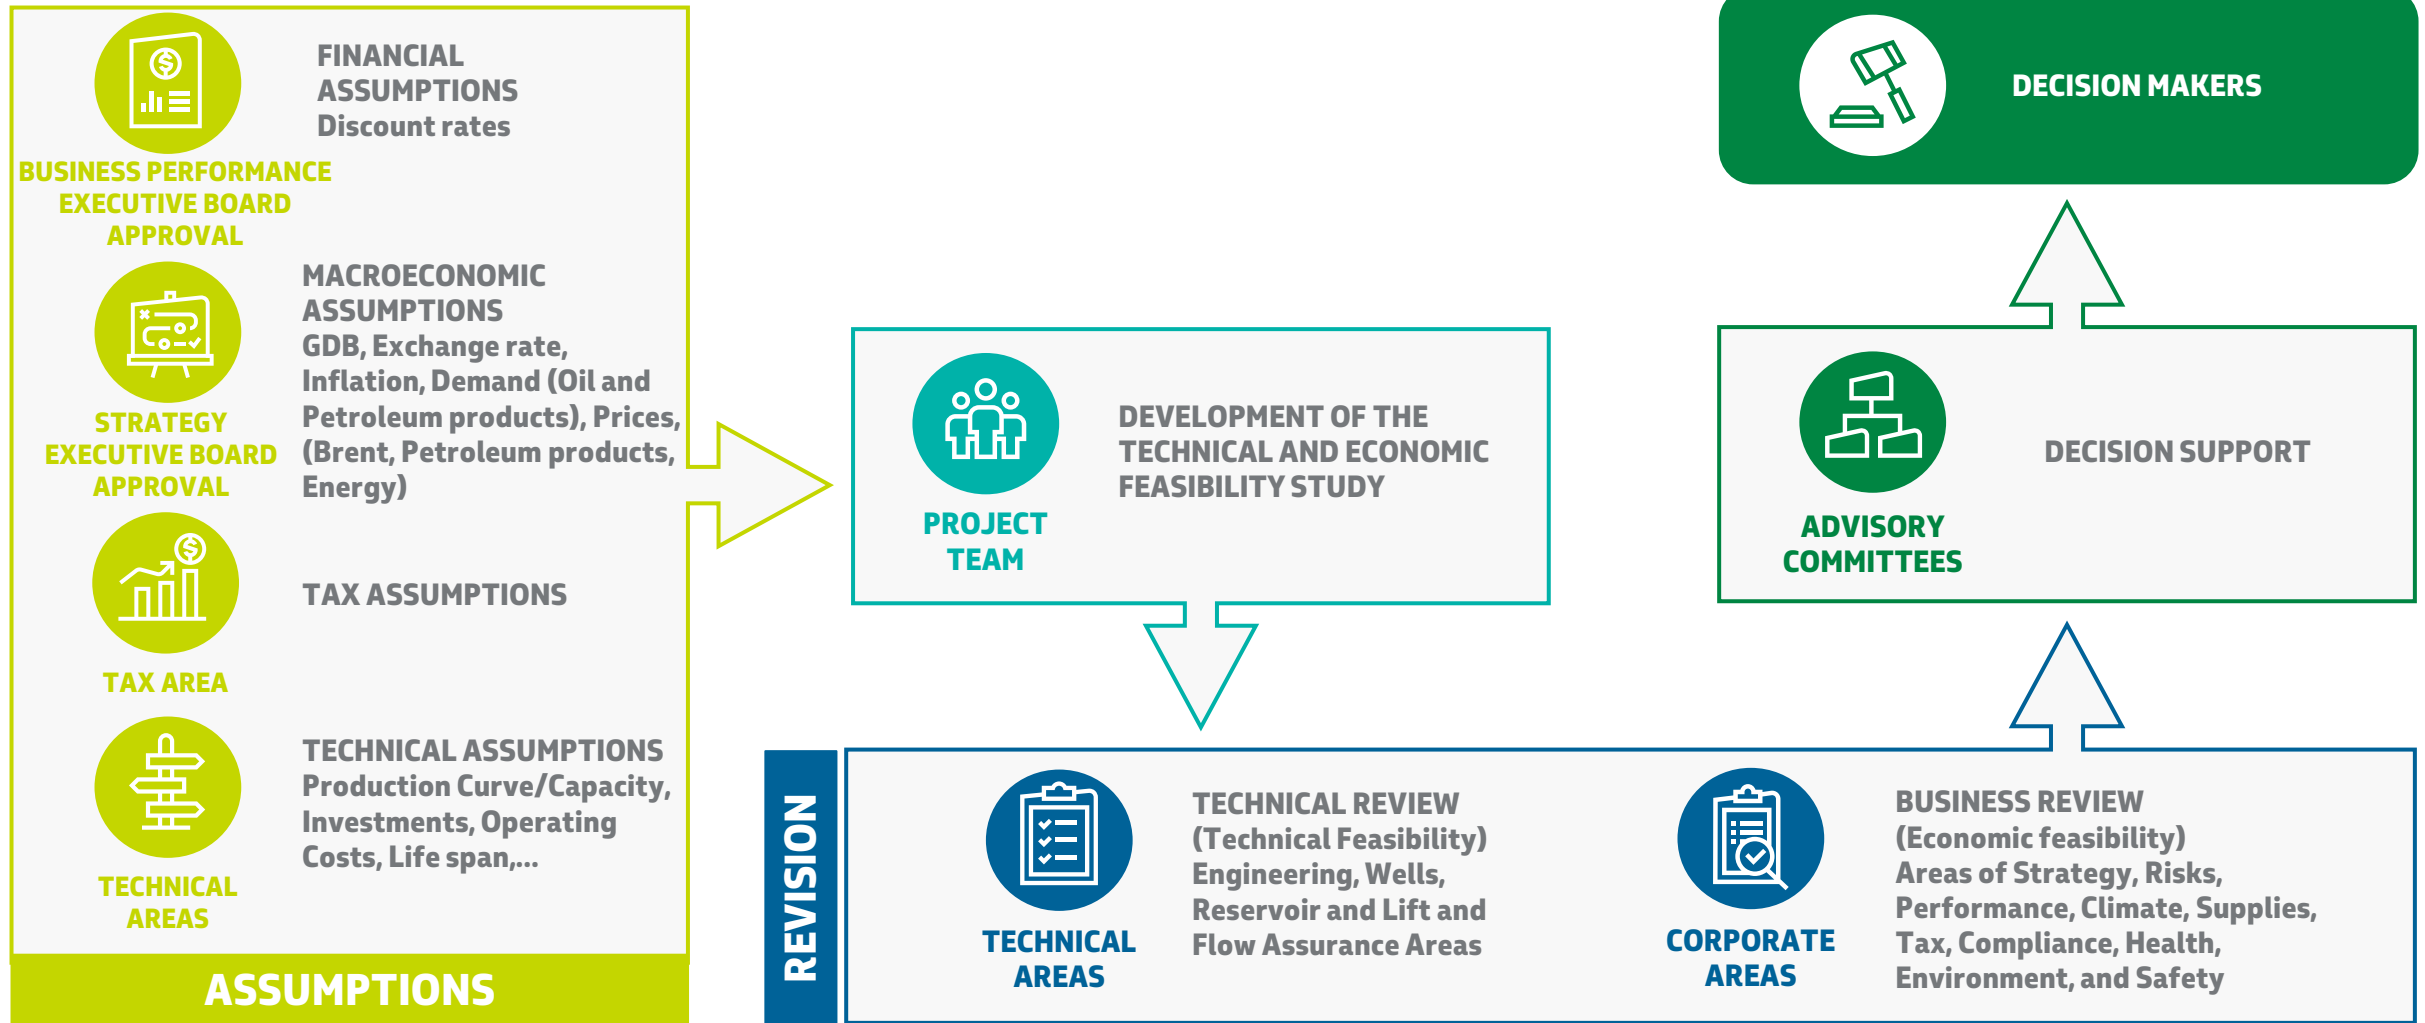 FINANCIAL
ASSUMPTIONS
Discount rates
BUSINESS PERFORMANCE
EXECUTIVE BOARD
APPROVAL
MACROECONOMIC
ASSUMPTIONS
GDB, Exchange rate,
Inflation, Demand (Oil and
Petroleum products), Prices,
(Brent, Petroleum products,
Energy)
STRATEGY
EXECUTIVE BOARD
APPROVAL
TAX ASSUMPTIONS
TAX AREA
TECHNICAL ASSUMPTIONS
Production Curve/Capacity,
Investments, Operating
Costs, Life span,...
TECHNICAL
AREAS
ASSUMPTIONS
DEVELOPMENT OF THE
TECHNICAL AND ECONOMIC
FEASIBILITY STUDY
PROJECT
TEAM
REVISION
TECHNICAL REVIEW
(Technical Feasibility)
Engineering, Wells,
Reservoir and Lift and
Flow Assurance Areas
TECHNICAL
AREAS
BUSINESS REVIEW
(Economic feasibility)
Areas of Strategy, Risks,
Performance, Climate, Supplies,
Tax, Compliance, Health,
Environment, and Safety
CORPORATE
AREAS
DECISION SUPPORT
ADVISORY
COMMITTEES
DECISION MAKERS